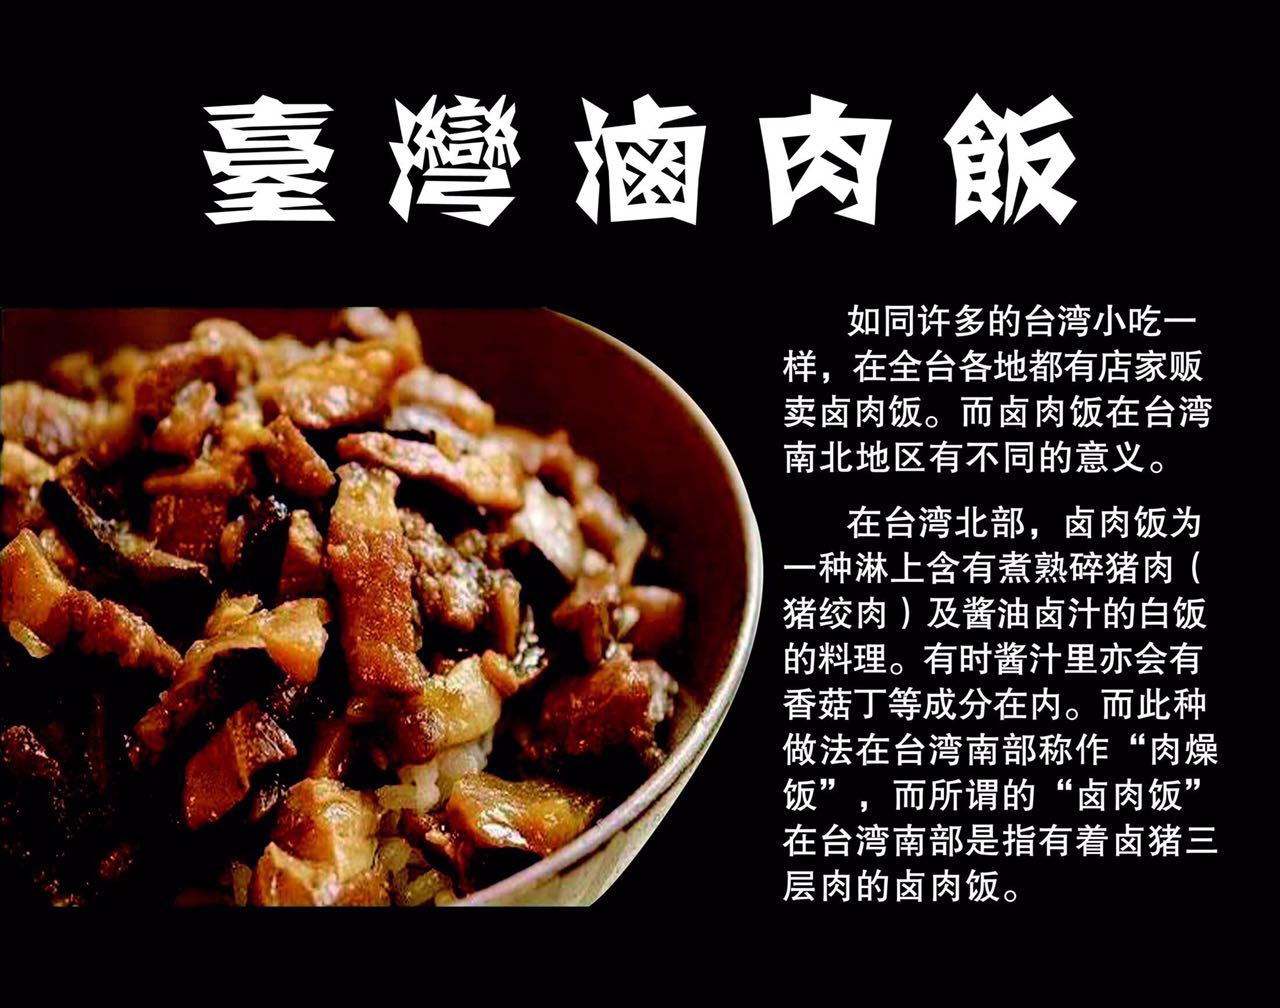 臺灣滷肉飯
如同许多的台湾小吃一
样，在全台各地都有店家贩
卖卤肉饭。而卤肉饭在台湾
南北地区有不同的意义。
在台湾北部，卤肉饭为
一种淋上含有煮熟碎猪肉（
猪绞肉）及酱油卤汁的白饭
的料理。有时酱汁里亦会有
香菇丁等成分在内。而此种
做法在台湾南部称作“肉燥
饭”，而所谓的“卤肉饭”
在台湾南部是指有着卤猪三
层肉的卤肉饭。